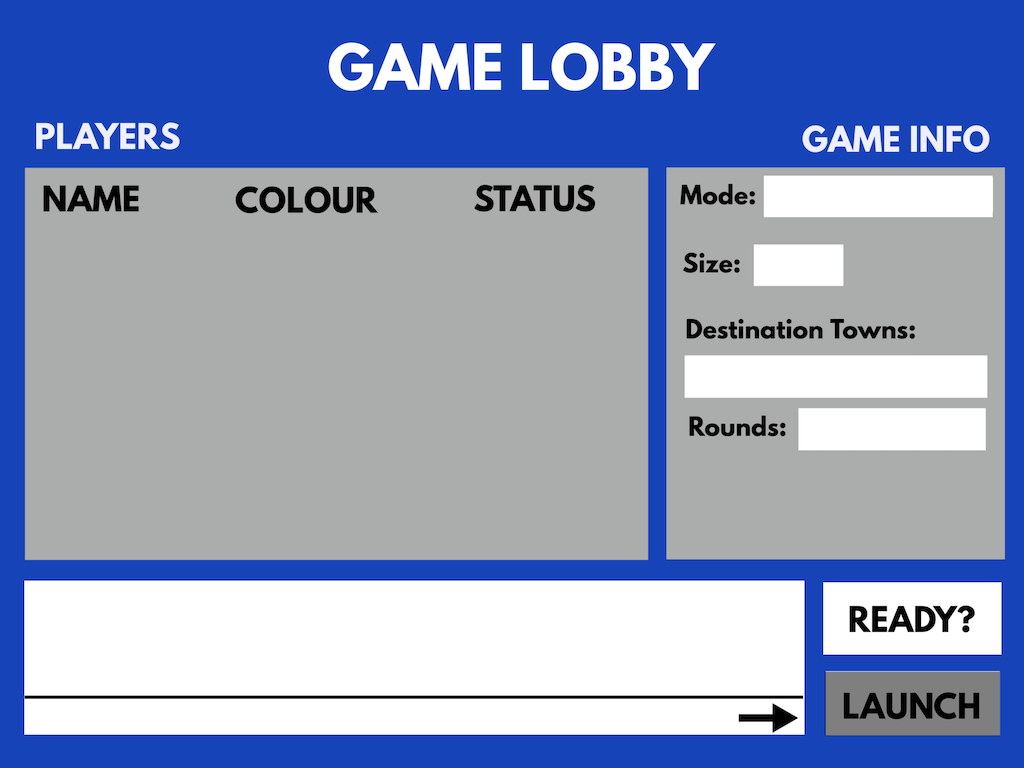 GAME LOBBY
PLAYERS
GAME INFO
NAME COLOUR STATUS
Mode:
Size:
Destination Towns:
Rounds:
READY?
LAUNCH